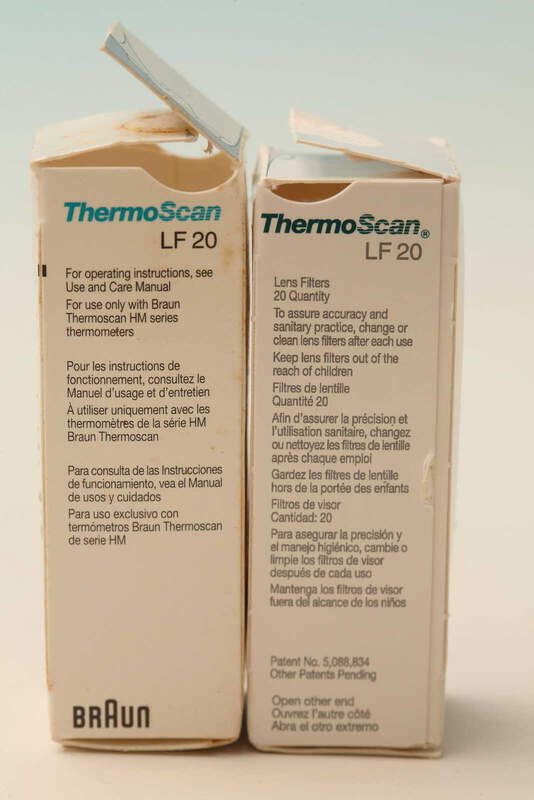 ThermoScan
LF 20
For operating instructions, see
Use and Care Manual
For use only with Braun
Thermoscan HM series
thermometers
Pour les instructions de
fonctionnement, consultez le
Manuel d'usage et d'entretien
À utiliser uniquement avec les
thermomètres de la série HM
Braun Thermoscan
Para consulta de las Instrucciones
de funcionamiento, vea el Manual
de usos y cuidados
Para uso exclusivo con
termómetros Braun Thermoscan
de serie HM
BRAUN
ThermoScan®
LF 20
Lens Filters
20 Quantity
To assure accuracy and
sanitary practice, change or
clean lens filters after each use
Keep lens filters out of the
reach of children
Filtres de lentille
Quantité 20
Afin d'assurer la précision et
l'utilisation sanitaire, changez
ou nettoyez les filtres de lentille
après chaque emploi
Gardez les filtres de lentille
hors de la portée des enfants
Filtros de visor
Cantidad: 20
Para asegurar la precisión y
el manejo higiénico, cambie o
limpie los filtros de visor
después de cada uso
Mantenga los filtros de visor
fuera del alcance de los niños
Patent No. 5,088,834
Other Patents Pending
Open other end
Ouvrez l'autre côté
Abra el otro extremo